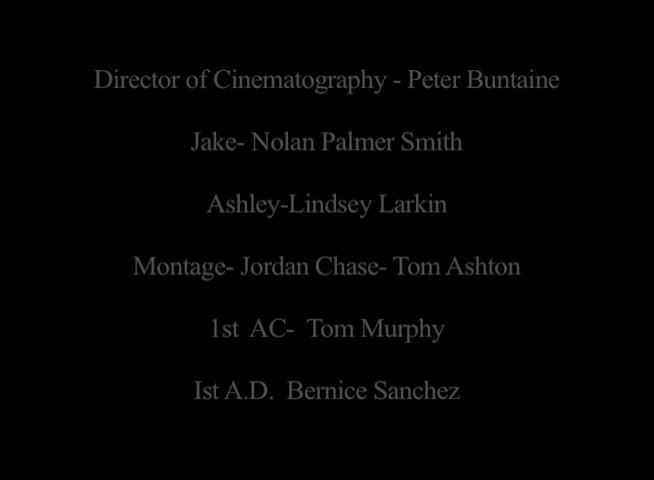 Director of Cinematography - Peter Buntaine
Jake- Nolan Palmer Smith
Ashley-Lindsey Larkin
Montage- Jordan Chase- Tom Ashton
1st  AC-  Tom Murphy
Ist A.D.  Bernice Sanchez